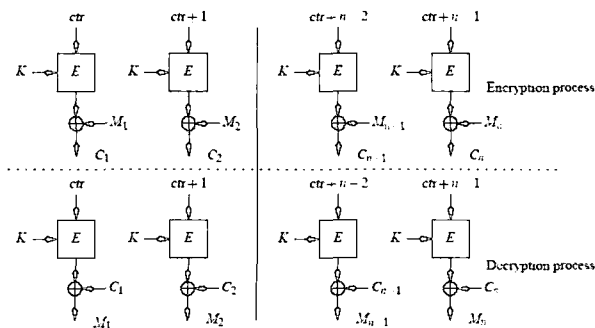 ctr ctr + 1 ctr + n − 2 ctr + n − 1
K E K E K E K E
Encryption process
M₁ M₂ Mₙ₋₁ Mₙ
C₁ C₂ Cₙ₋₁ Cₙ
ctr ctr + 1 ctr + n − 2 ctr + n − 1
K E K E K E K E
Decryption process
C₁ C₂ Cₙ₋₁ Cₙ
M₁ M₂ Mₙ₋₁ Mₙ